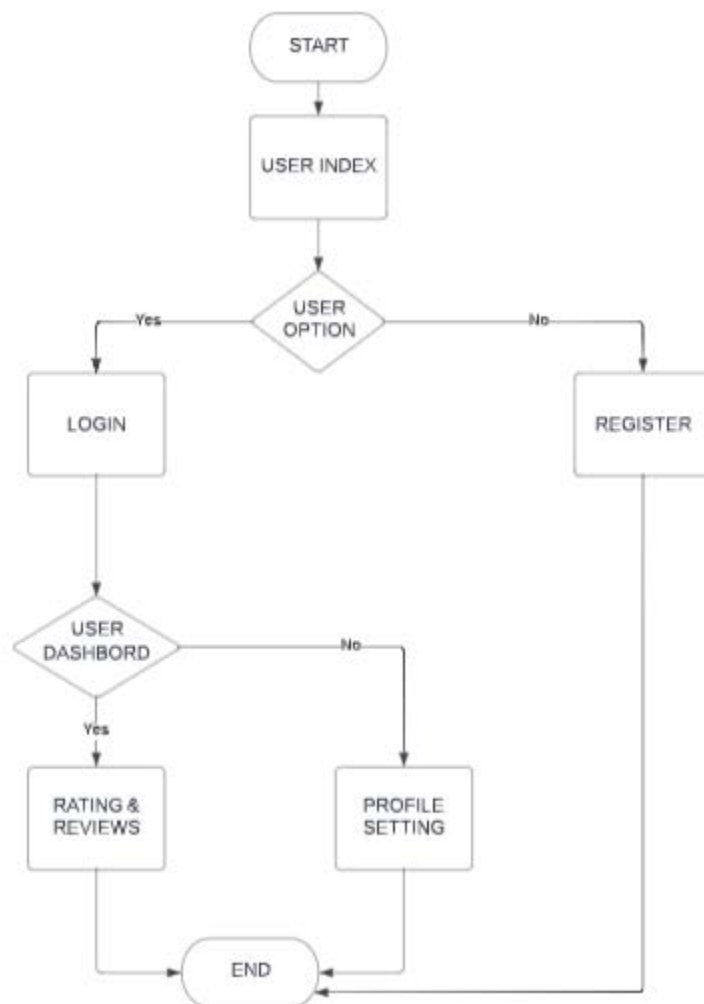 START
USER INDEX
USER
OPTION
Yes
No
LOGIN
REGISTER
USER
DASHBORD
No
Yes
RATING &
REVIEWS
PROFILE
SETTING
END